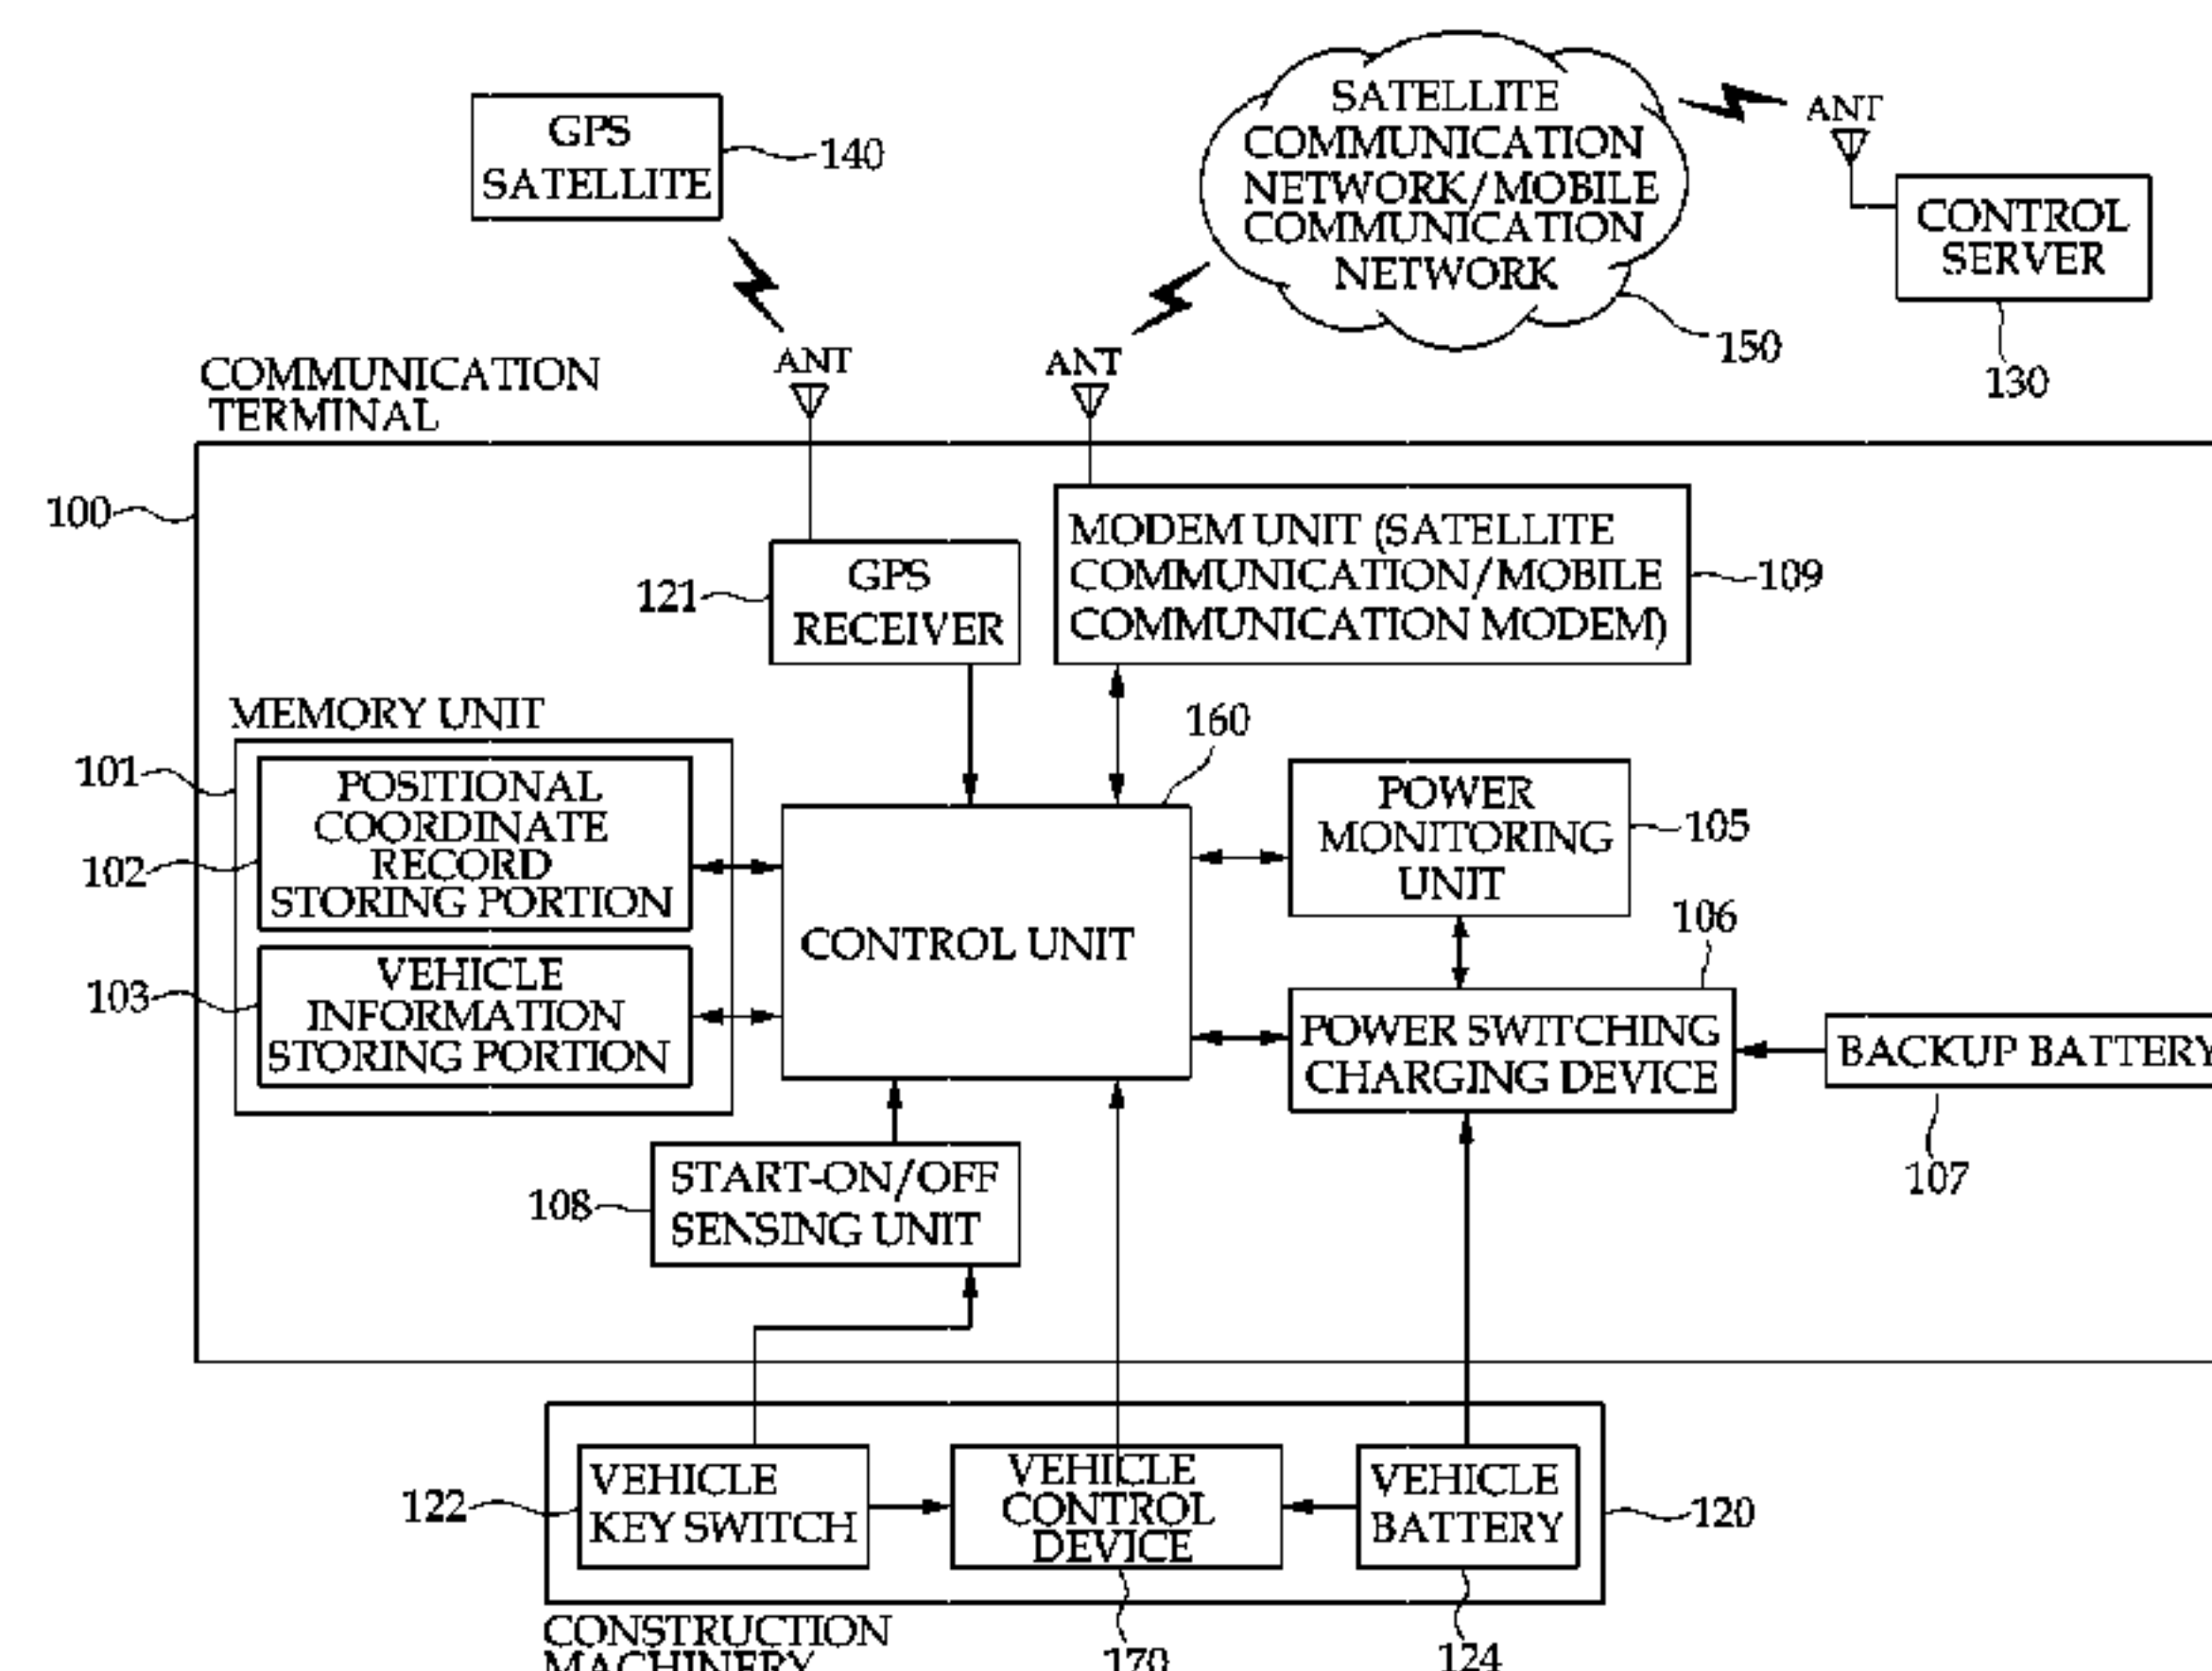 GPS
SATELLITE
140
SATELLITE
COMMUNICATION
NETWORK/MOBILE
COMMUNICATION
NETWORK
150
ANT
CONTROL
SERVER
130
ANT
ANT
COMMUNICATION
TERMINAL
100
121
GPS
RECEIVER
MODEM UNIT (SATELLITE
COMMUNICATION/MOBILE
COMMUNICATION MODEM)
109
MEMORY UNIT
101
POSITIONAL
COORDINATE
RECORD
STORING PORTION
102
VEHICLE
INFORMATION
STORING PORTION
103
160
CONTROL UNIT
POWER
MONITORING
UNIT
105
106
POWER SWITCHING
CHARGING DEVICE
BACKUP BATTERY
107
108
START-ON/OFF
SENSING UNIT
122
VEHICLE
KEY SWITCH
VEHICLE
CONTROL
DEVICE
VEHICLE
BATTERY
120
CONSTRUCTION
MACHINERY
170
124